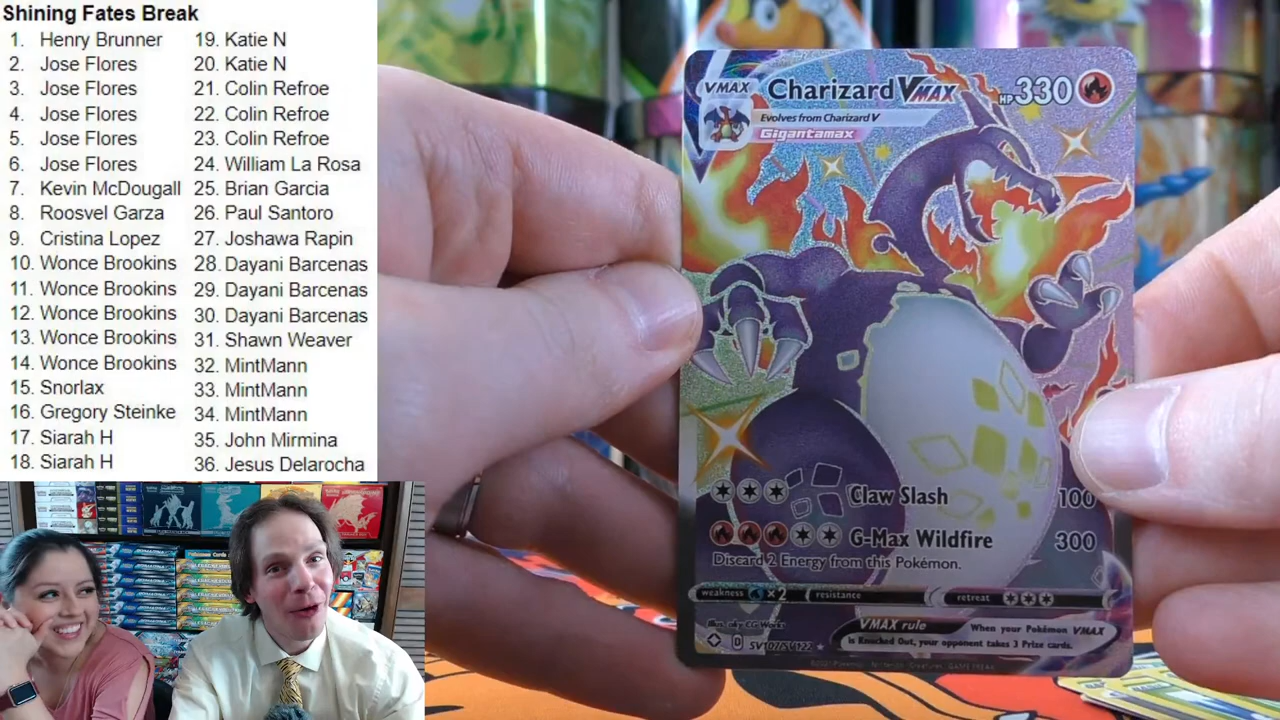 Shining Fates Break
1. Henry Brunner
2. Jose Flores
3. Jose Flores
4. Jose Flores
5. Jose Flores
6. Jose Flores
7. Kevin McDougall
8. Roosvel Garza
9. Cristina Lopez
10. Wonce Brookins
11. Wonce Brookins
12. Wonce Brookins
13. Wonce Brookins
14. Wonce Brookins
15. Snorlax
16. Gregory Steinke
17. Siarah H
18. Siarah H
19. Katie N
20. Katie N
21. Colin Refroe
22. Colin Refroe
23. Colin Refroe
24. William La Rosa
25. Brian Garcia
26. Paul Santoro
27. Joshawa Rapin
28. Dayani Barcenas
29. Dayani Barcenas
30. Dayani Barcenas
31. Shawn Weaver
32. MintMann
33. MintMann
34. MintMann
35. John Mirmina
36. Jesus Delarocha
VMAX Charizard VMAX HP 330
Evolves from Charizard V
Gigantamax
Claw Slash 100
G-Max Wildfire 300
Discard 2 Energy from this Pokémon.
weakness ×2 resistance retreat
VMAX rule When your Pokémon VMAX
is Knocked Out, your opponent takes 3 Prize cards.
D SV107/SV122